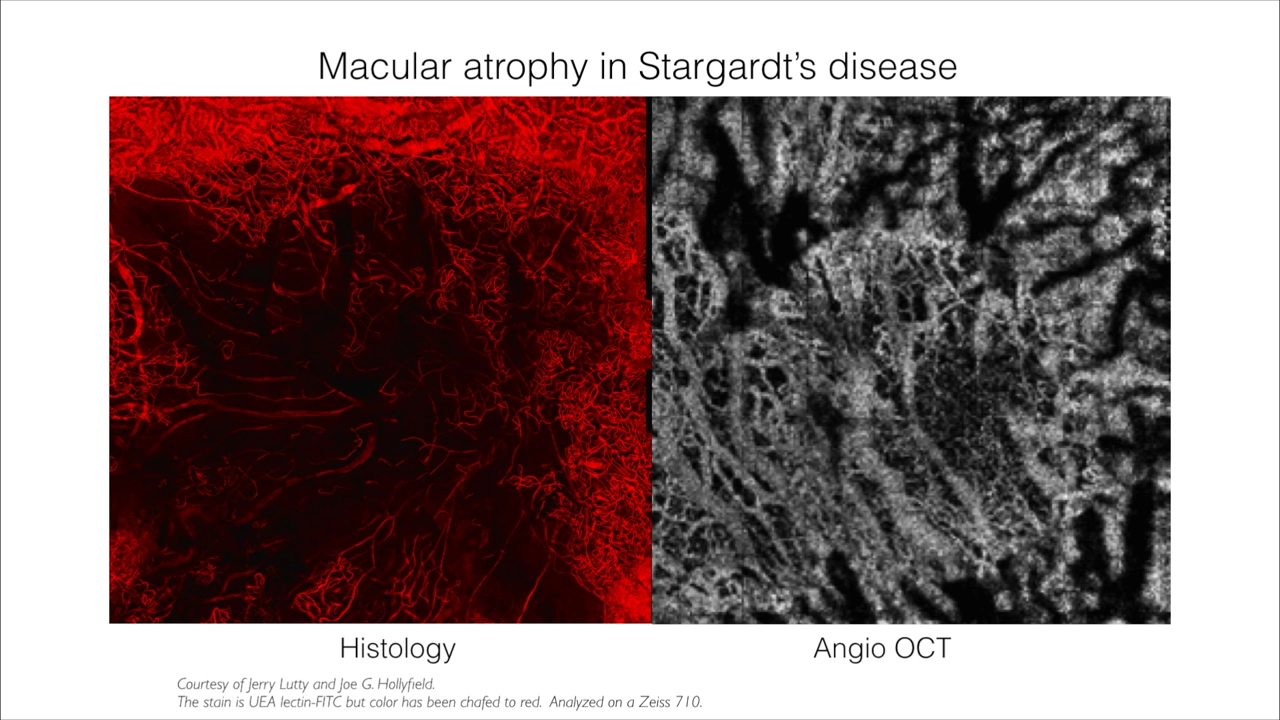 Macular atrophy in Stargardt’s disease
Histology
Angio OCT
Courtesy of Jerry Lutty and Joe G. Hollyfield.
The stain is UEA lectin-FITC but color has been chafed to red. Analyzed on a Zeiss 710.